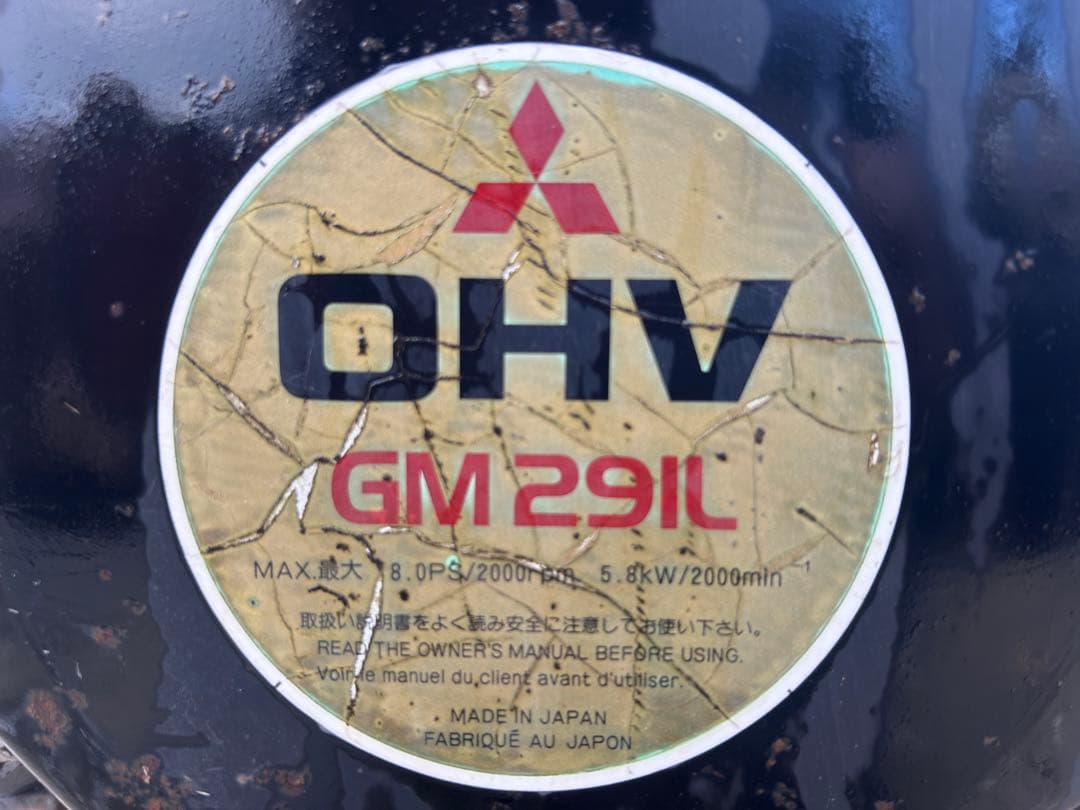 OHV
GM 291L
MAX.最大 8.0PS/2000rpm 5.8kW/2000min⁻¹
取扱い説明書をよく読み安全に注意してお使い下さい。
READ THE OWNER'S MANUAL BEFORE USING.
Voir le manuel du client avant d'utiliser.
MADE IN JAPAN
FABRIQUÉ AU JAPON